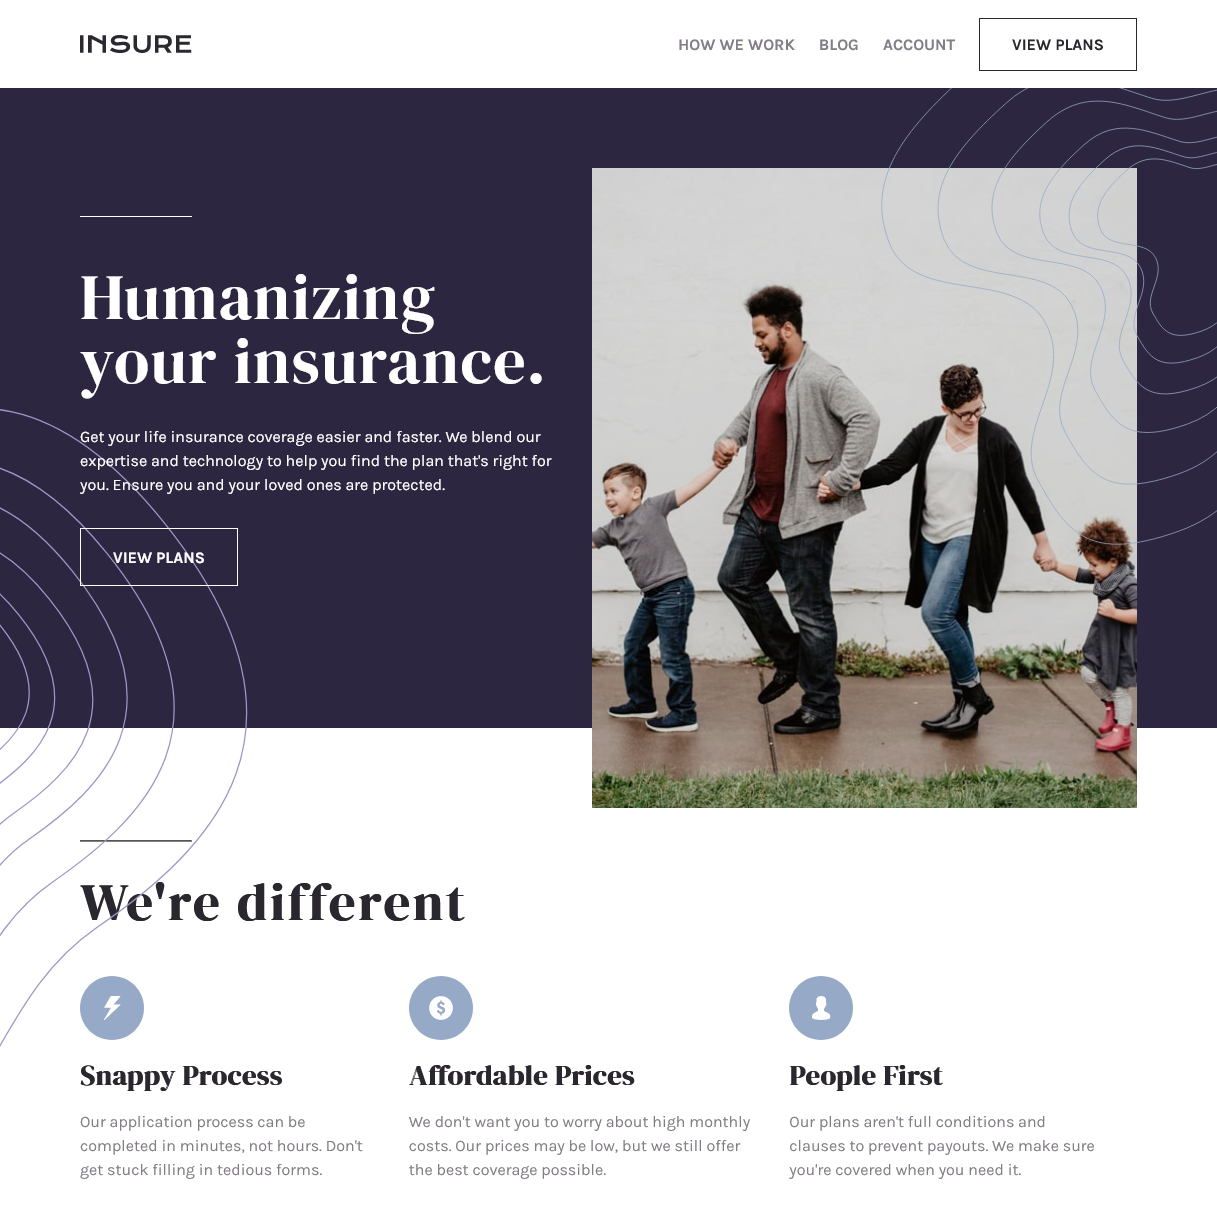 INSURE
HOW WE WORK BLOG ACCOUNT VIEW PLANS
Humanizing
your insurance.
Get your life insurance coverage easier and faster. We blend our
expertise and technology to help you find the plan that's right for
you. Ensure you and your loved ones are protected.
VIEW PLANS
We're different
Snappy Process
Our application process can be
completed in minutes, not hours. Don't
get stuck filling in tedious forms.
Affordable Prices
We don't want you to worry about high monthly
costs. Our prices may be low, but we still offer
the best coverage possible.
People First
Our plans aren't full conditions and
clauses to prevent payouts. We make sure
you're covered when you need it.